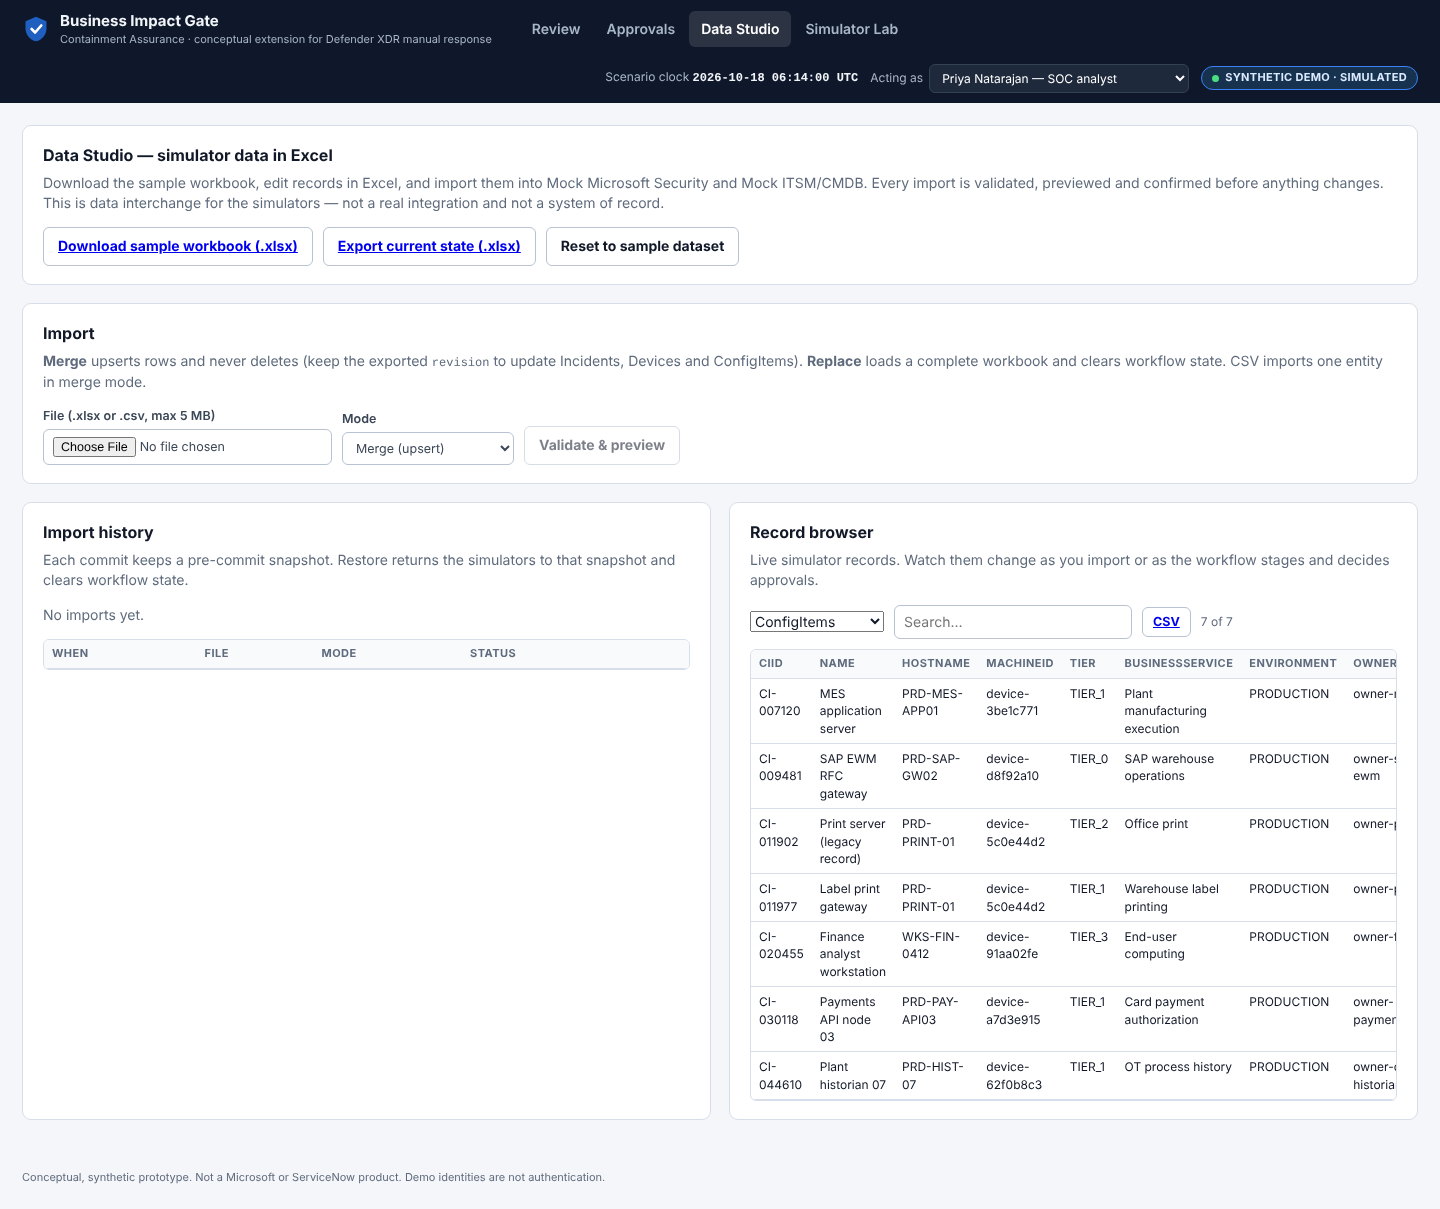 Business Impact Gate
Containment Assurance · conceptual extension for Defender XDR manual response
Review
Approvals
Data Studio
Simulator Lab
Scenario clock 2026-10-18 06:14:00 UTC
Acting as
Priya Natarajan — SOC analyst
SYNTHETIC DEMO · SIMULATED
Data Studio — simulator data in Excel
Download the sample workbook, edit records in Excel, and import them into Mock Microsoft Security and Mock ITSM/CMDB. Every import is validated, previewed and confirmed before anything changes.
This is data interchange for the simulators — not a real integration and not a system of record.
Download sample workbook (.xlsx)
Export current state (.xlsx)
Reset to sample dataset
Import
Merge upserts rows and never deletes (keep the exported revision to update Incidents, Devices and ConfigItems). Replace loads a complete workbook and clears workflow state. CSV imports one entity
in merge mode.
File (.xlsx or .csv, max 5 MB)
Mode
Choose File No file chosen
Merge (upsert)
Validate & preview
Import history
Each commit keeps a pre-commit snapshot. Restore returns the simulators to that snapshot and
clears workflow state.
No imports yet.
WHEN FILE MODE STATUS
Record browser
Live simulator records. Watch them change as you import or as the workflow stages and decides
approvals.
ConfigItems
Search...
CSV
7 of 7
CIID NAME HOSTNAME MACHINEID TIER BUSINESSSERVICE ENVIRONMENT OWNER
CI- MES PRD-MES- device- TIER_1 Plant PRODUCTION owner-
007120 application APP01 3be1c771 manufacturing
server execution
CI- SAP EWM PRD-SAP- device- TIER_0 SAP warehouse PRODUCTION owner-s
009481 RFC GW02 d8f92a10 operations ewm
gateway
CI- Print server PRD- device- TIER_2 Office print PRODUCTION owner-p
011902 (legacy PRINT-01 5c0e44d2
record)
CI- Label print PRD- device- TIER_1 Warehouse label PRODUCTION owner-p
011977 gateway PRINT-01 5c0e44d2 printing
CI- Finance WKS-FIN- device- TIER_3 End-user PRODUCTION owner-f
020455 analyst 0412 91aa02fe computing
workstation
CI- Payments PRD-PAY- device- TIER_1 Card payment PRODUCTION owner-
030118 API node API03 a7d3e915 authorization paymen
03
CI- Plant PRD-HIST- device- TIER_1 OT process history PRODUCTION owner-o
044610 historian 07 07 62f0b8c3 historia
Conceptual, synthetic prototype. Not a Microsoft or ServiceNow product. Demo identities are not authentication.